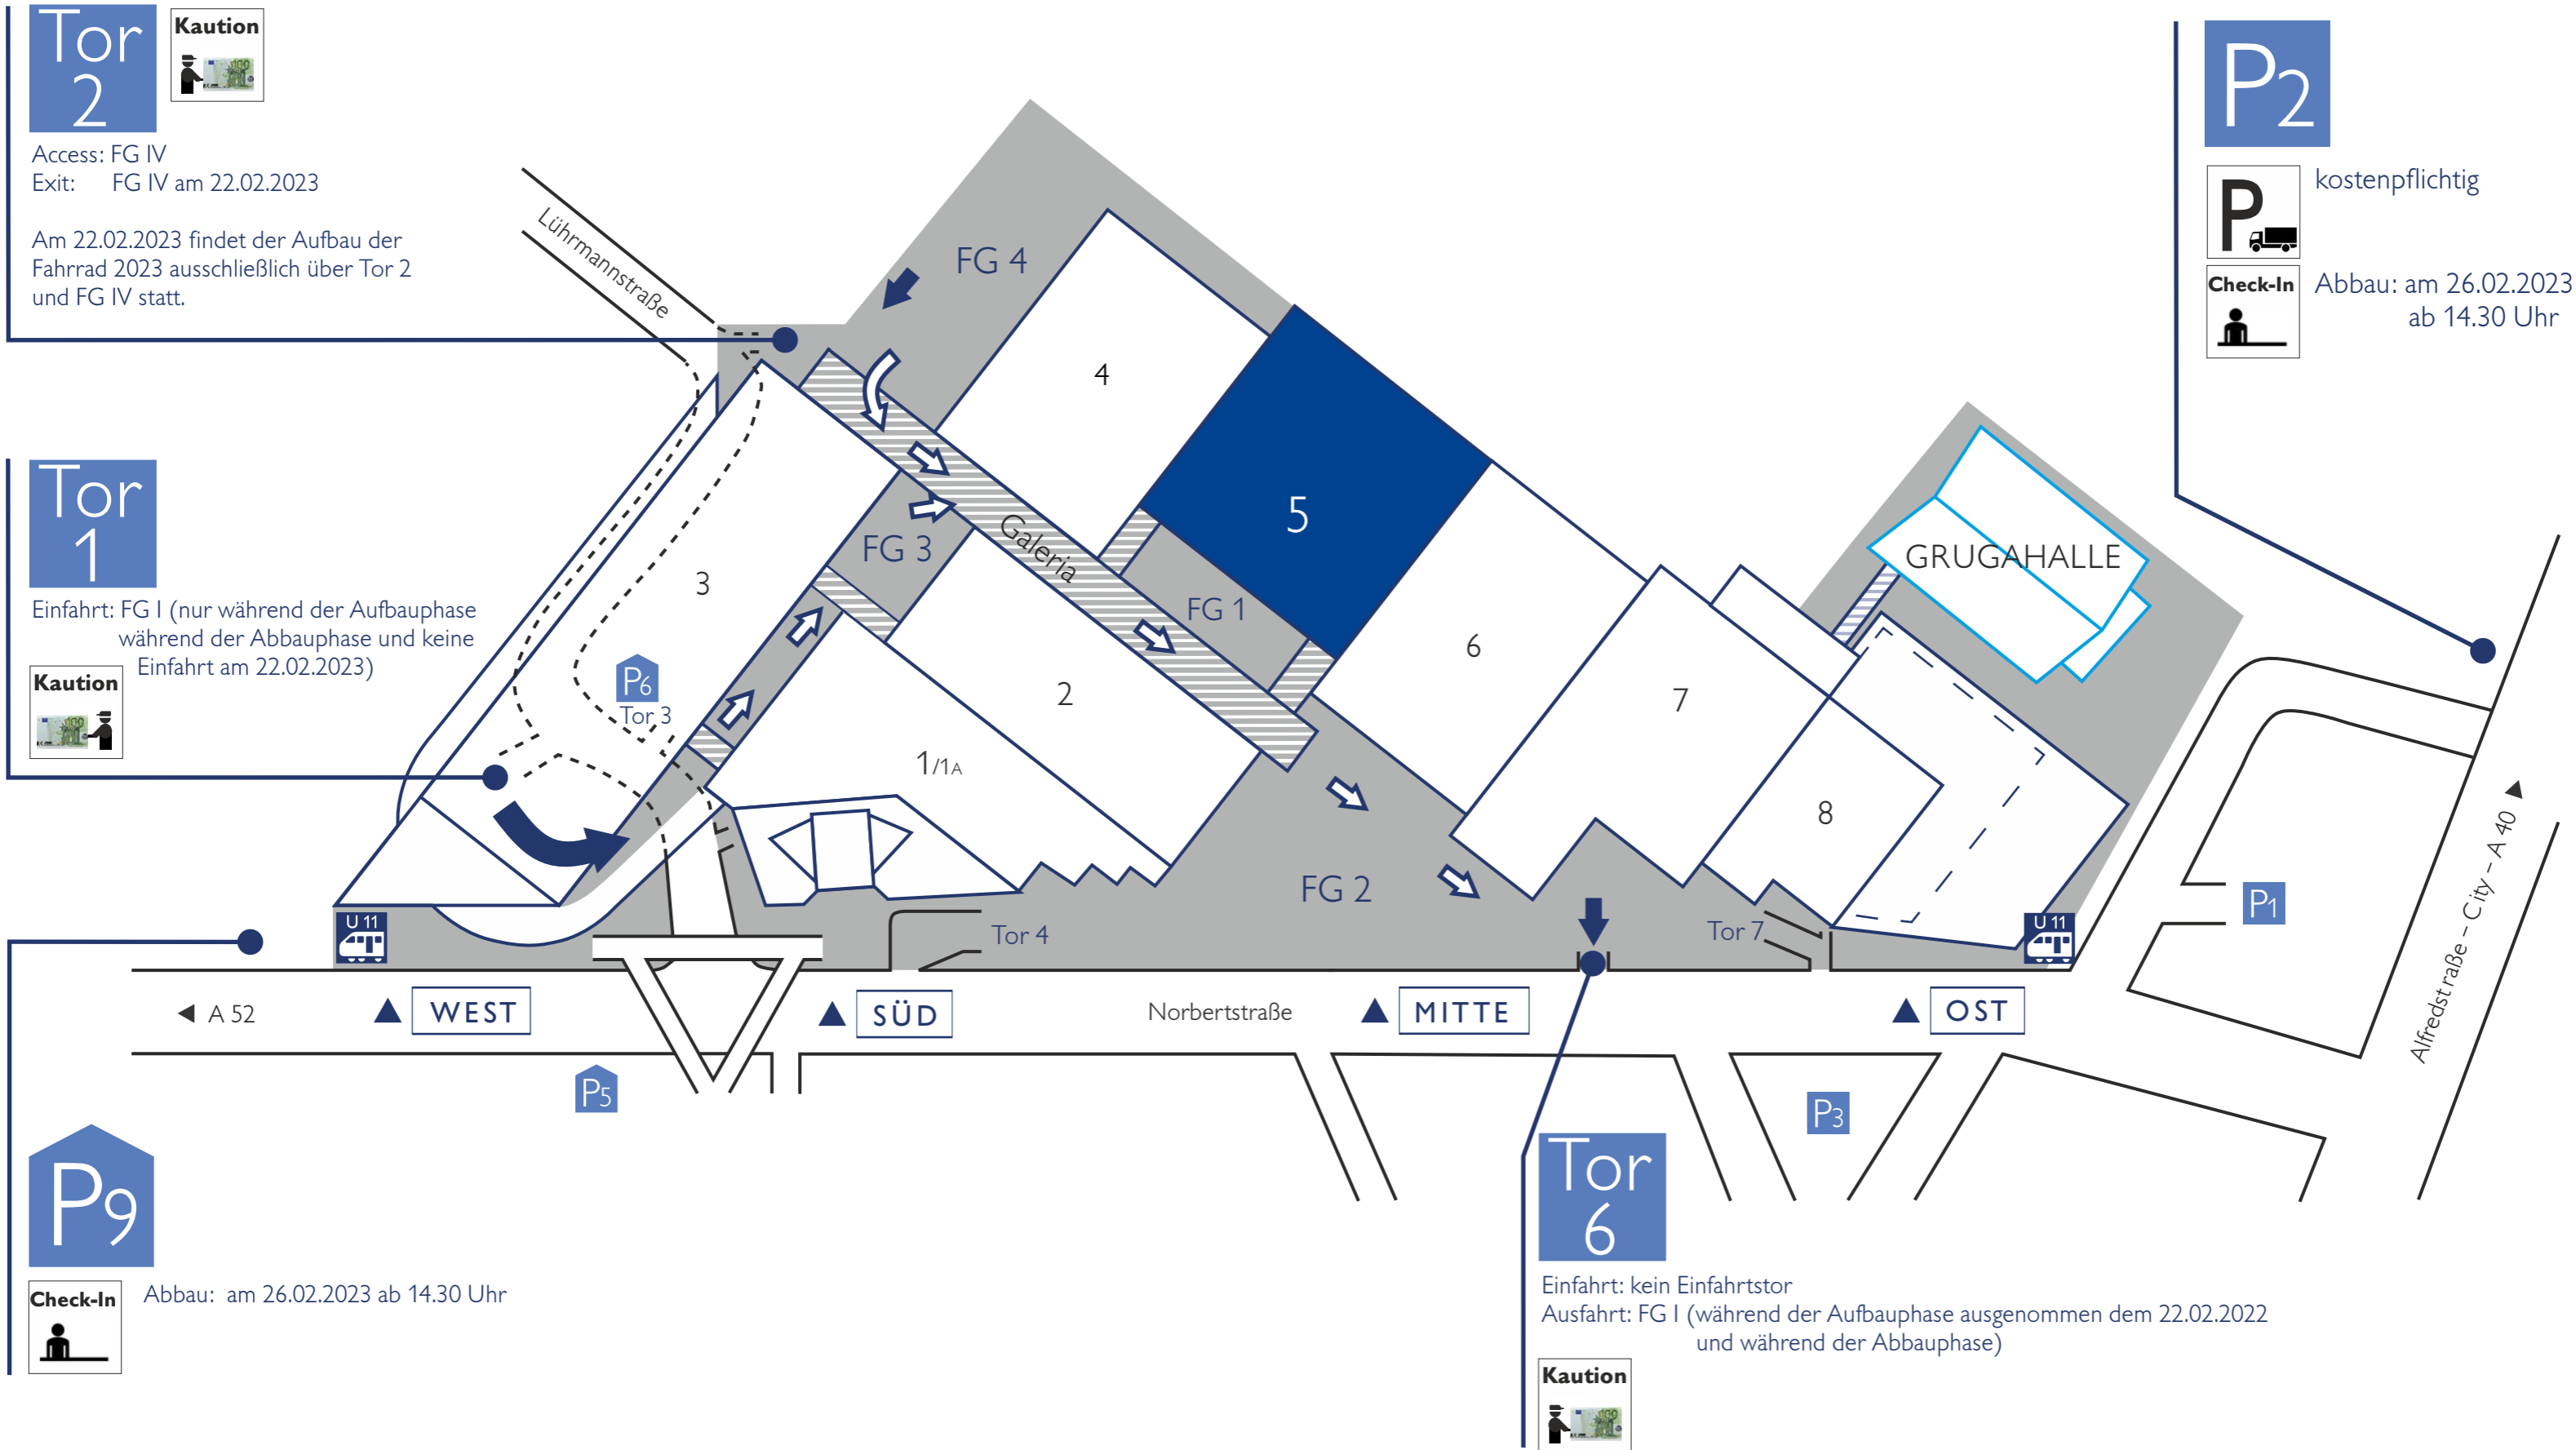 Tor
2
Kaution
100
Access: FG IV
Exit: FG IV am 22.02.2023
Am 22.02.2023 findet der Aufbau der
Fahrrad 2023 ausschließlich über Tor 2
und FG IV statt.
P2
kostenpflichtig
P
Check-In
Abbau: am 26.02.2023
ab 14.30 Uhr
Lührmannstraße
FG 4
4
5
GRUGAHALLE
Tor
1
Einfahrt: FG I (nur während der Aufbauphase
während der Abbauphase und keine
Einfahrt am 22.02.2023)
Kaution
100
3
FG 3
Galeria
FG 1
6
7
P6
Tor 3
2
1/1A
8
FG 2
Tor 4
Tor 7
U 11
U 11
P1
Alfredstraße – City – A 40
A 52
WEST
SÜD
Norbertstraße
MITTE
OST
P5
P3
P9
Check-In
Abbau: am 26.02.2023 ab 14.30 Uhr
Tor
6
Einfahrt: kein Einfahrtstor
Ausfahrt: FG I (während der Aufbauphase ausgenommen dem 22.02.2022
und während der Abbauphase)
Kaution
100